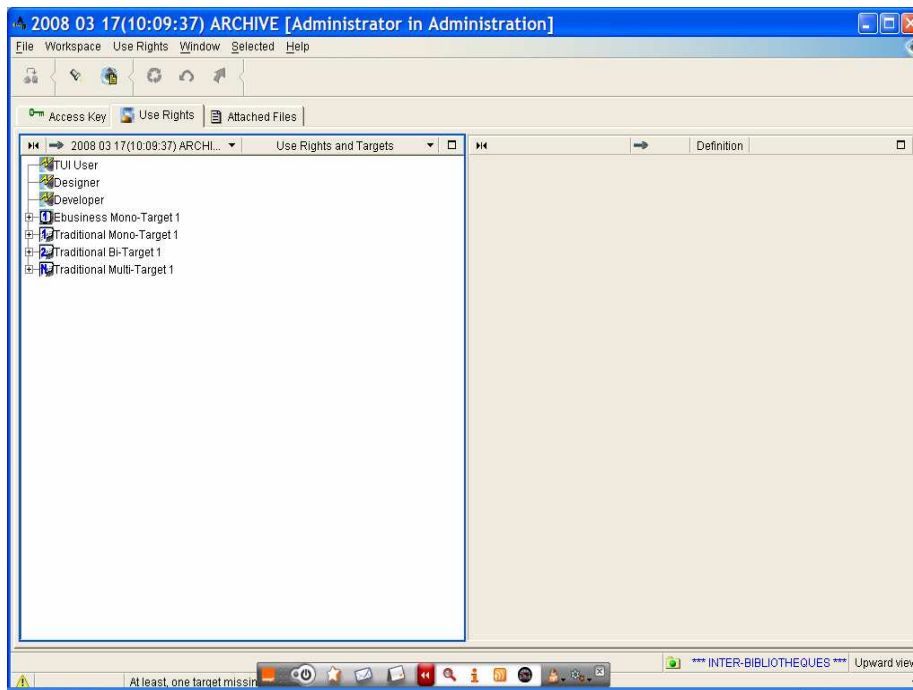 2008 03 17(10:09:37) ARCHIVE [Administrator in Administration]
File Workspace Use Rights Window Selected Help
Access Key Use Rights Attached Files
2008 03 17(10:09:37) ARCHI... Use Rights and Targets Definition
TUI User
Designer
Developer
Ebusiness Mono-Target 1
Traditional Mono-Target 1
Traditional Bi-Target 1
Traditional Multi-Target 1
*** INTER-BIBLIOTHEQUES *** Upward view
At least, one target missin